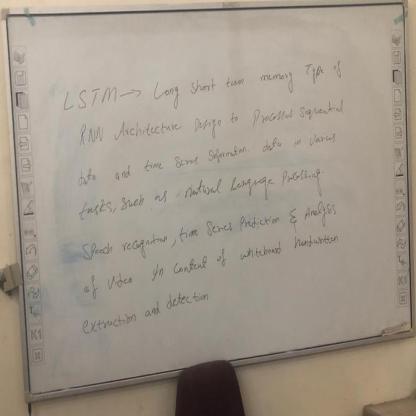 LSTM → Long short team memory Type of
RNN Architecture Design to Processed Sequential
data and time Series Information. data in various
tasks, such as natural Language Processing.
Speech recognition, time Series Prediction & Analysis
of Video in Context of whiteboard handwritten
extraction and detection